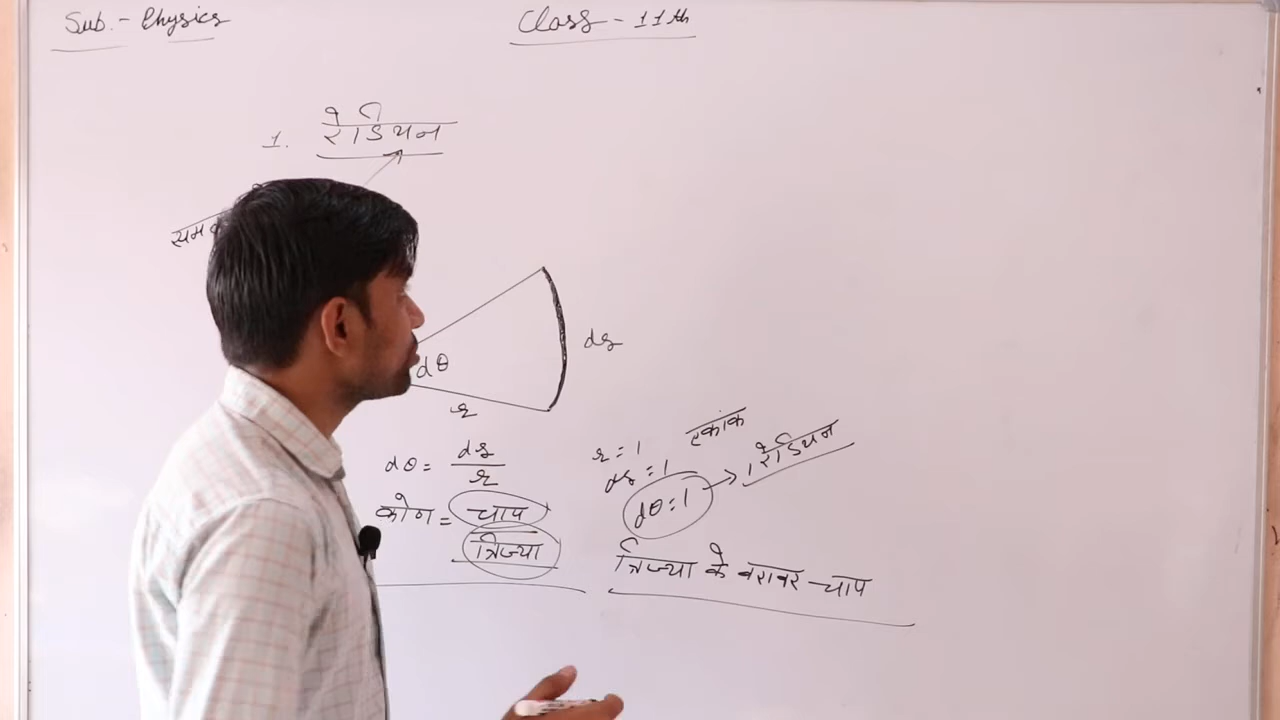 Sub. - Physics
Class - 11th
1. रेडियन
dθ
ds
r
dθ = ds/r
कोण = चाप/त्रिज्या
r = 1
एकांक
ds = 1
dθ = 1 → 1 रेडियन
त्रिज्या के बराबर चाप